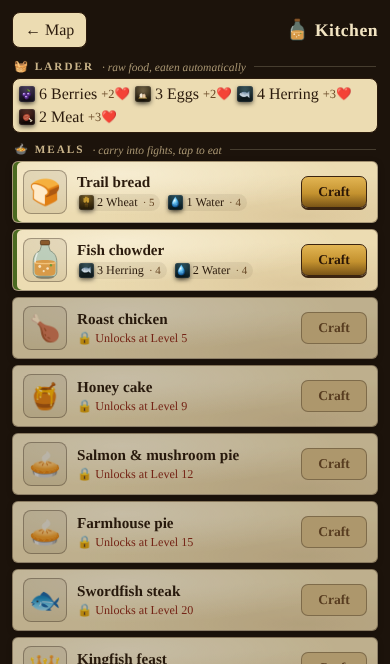 ← Map
Kitchen
LARDER · raw food, eaten automatically
6 Berries +2 3 Eggs +2 4 Herring +3
2 Meat +3
MEALS · carry into fights, tap to eat
Trail bread
2 Wheat · 5 1 Water · 4
Craft
Fish chowder
3 Herring · 4 2 Water · 4
Craft
Roast chicken
Unlocks at Level 5
Craft
Honey cake
Unlocks at Level 9
Craft
Salmon & mushroom pie
Unlocks at Level 12
Craft
Farmhouse pie
Unlocks at Level 15
Craft
Swordfish steak
Unlocks at Level 20
Craft
Kingfish feast